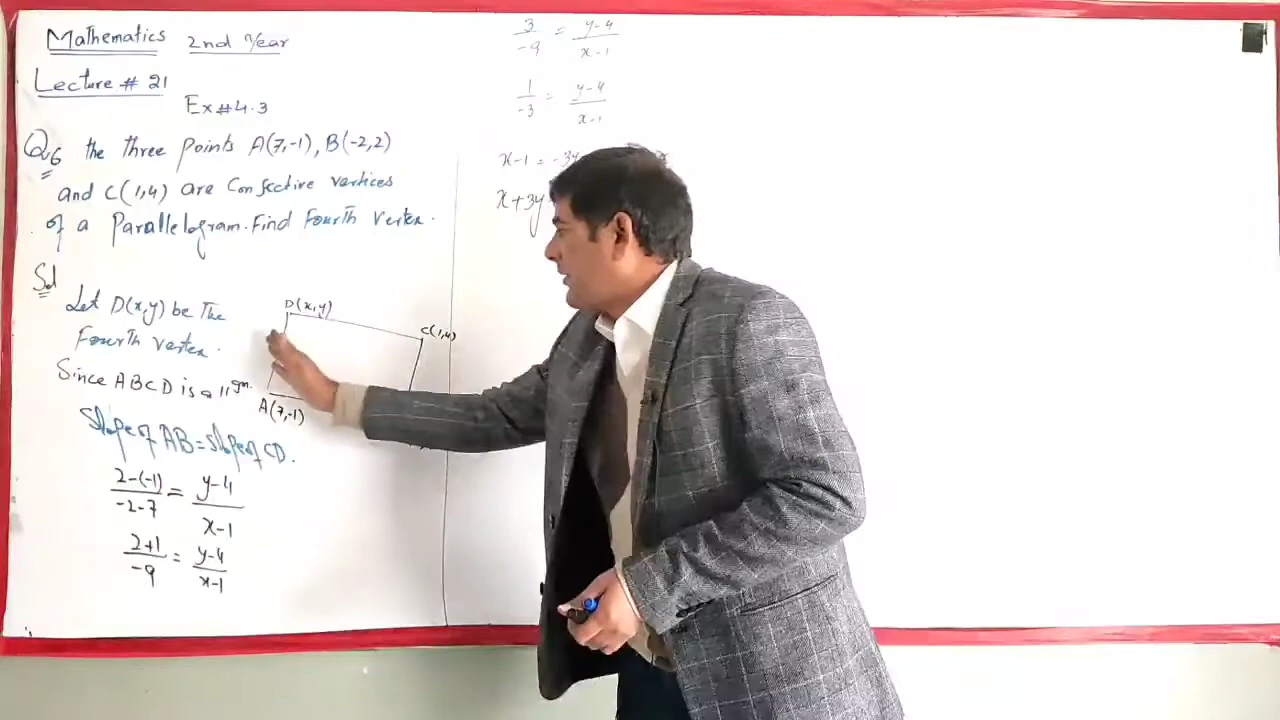 Mathematics 2nd Year
Lecture # 21
Ex#4.3
Q6 the three points A(7,-1), B(-2,2)
and C(1,4) are Consective vertices
of a Parallelogram. Find Fourth Vertex.
Sol
Let D(x,y) be the
Fourth vertex.
Since ABCD is a ||gm.
Slope of AB = Slope of CD.
2-(-1)/-2-7 = y-4/x-1
2+1/-9 = y-4/x-1
D(x,y)
C(1,4)
A(7,-1)
3/-9 = y-4/x-1
1/-3 = y-4/x-1
x-1 = -3y
x+3y